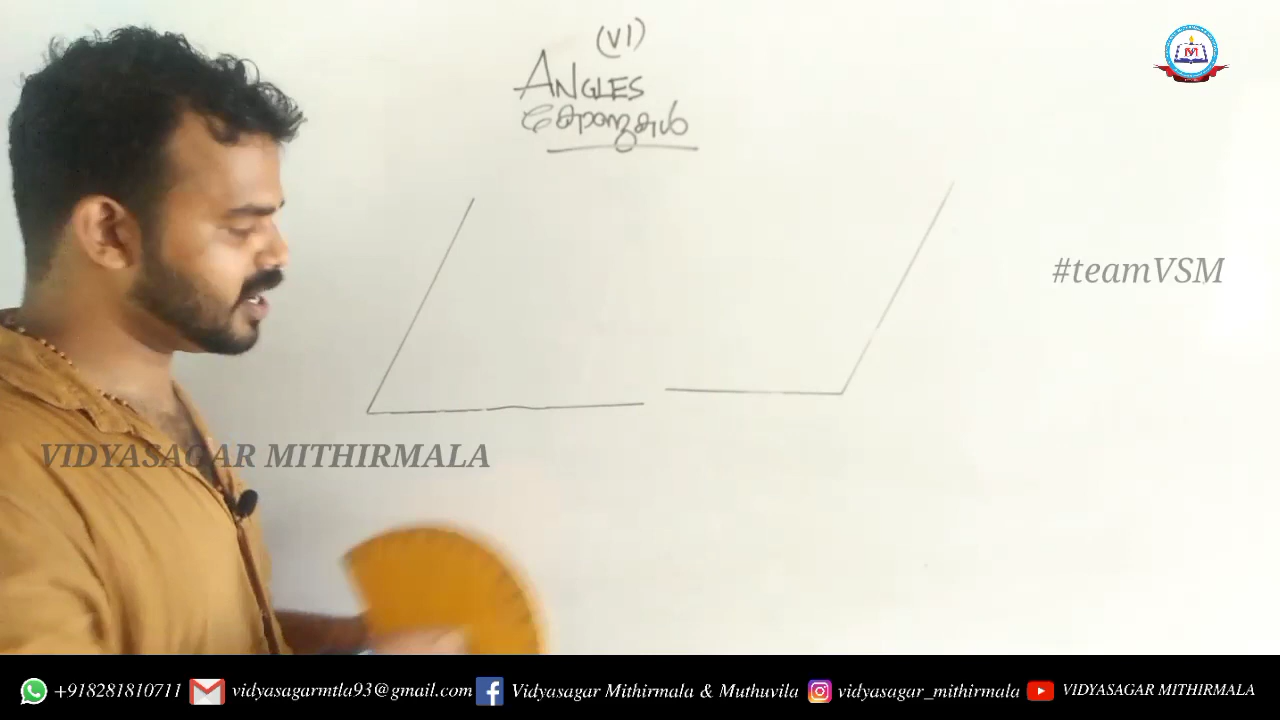 (VI)
ANGLES
കോണുകൾ
#teamVSM
VIDYASAGAR MITHIRMALA
+918281810711 vidyasagarmtla93@gmail.com Vidyasagar Mithirmala & Muthuvila vidyasagar_mithirmala VIDYASAGAR MITHIRMALA